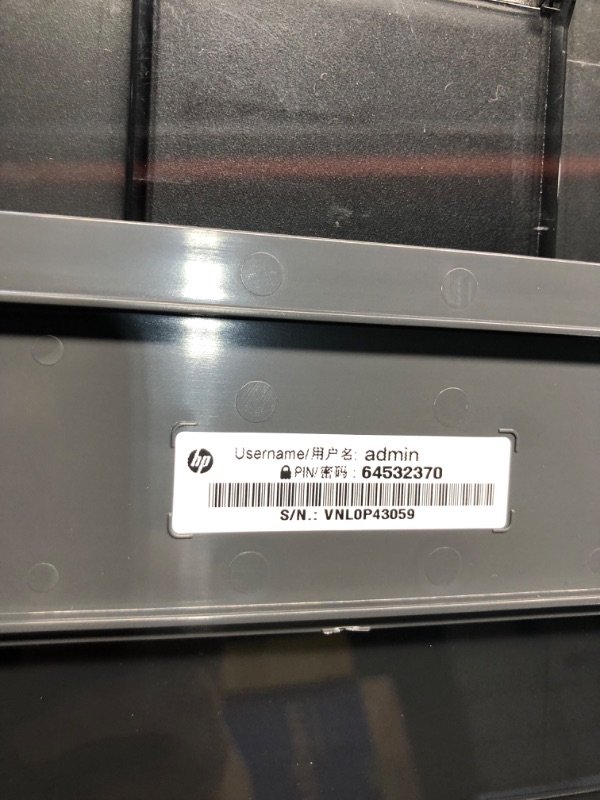 hp
Username/用户名: admin
PIN/密码 : 64532370
S/N.: VNL0P43059